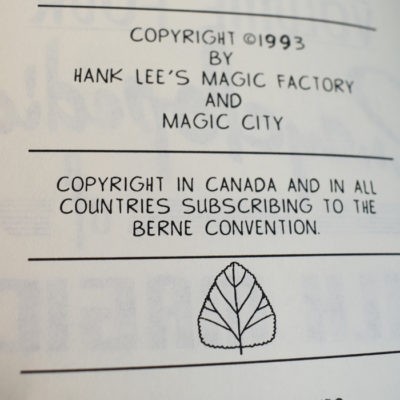 COPYRIGHT ©1993
BY
HANK LEE'S MAGIC FACTORY
AND
MAGIC CITY
COPYRIGHT IN CANADA AND IN ALL
COUNTRIES SUBSCRIBING TO THE
BERNE CONVENTION.